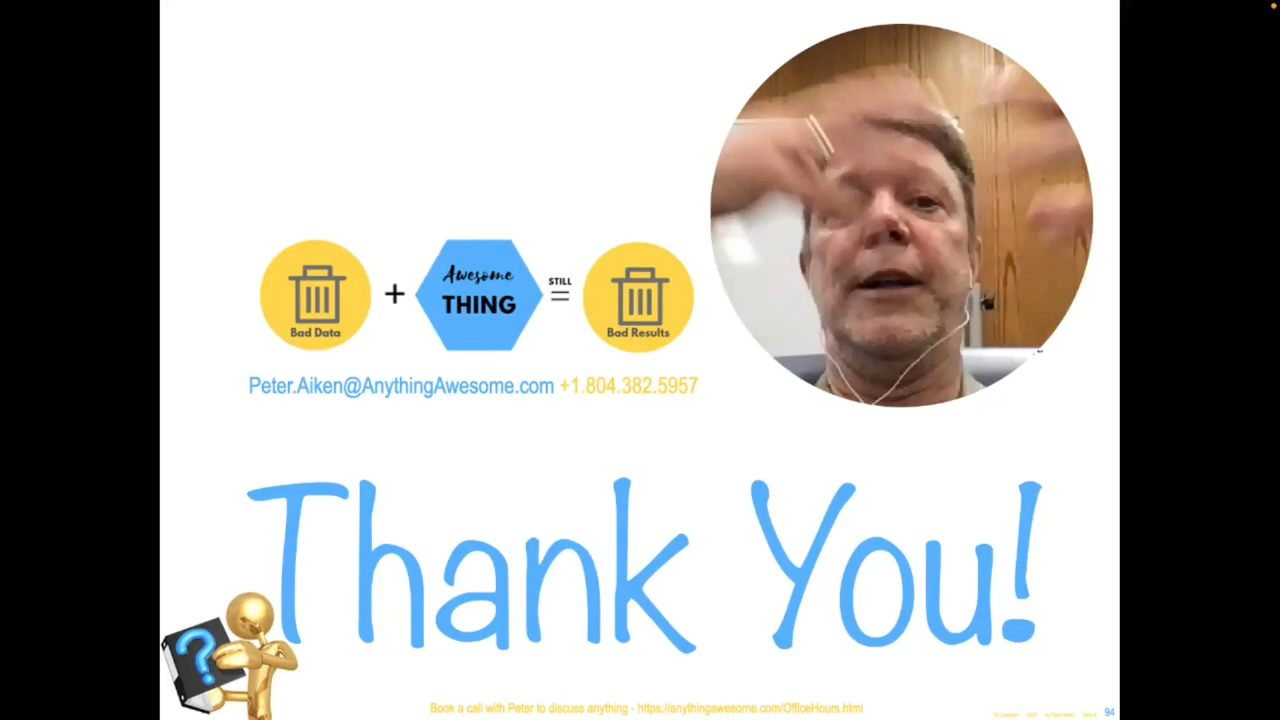 Awesome
THING
STILL
Bad Data
+
=
Bad Results
Peter.Aiken@AnythingAwesome.com +1.804.382.5957
Thank You!
?
Book a call with Peter to discuss anything - https://anythingawesome.com/OfficeHours.html
94